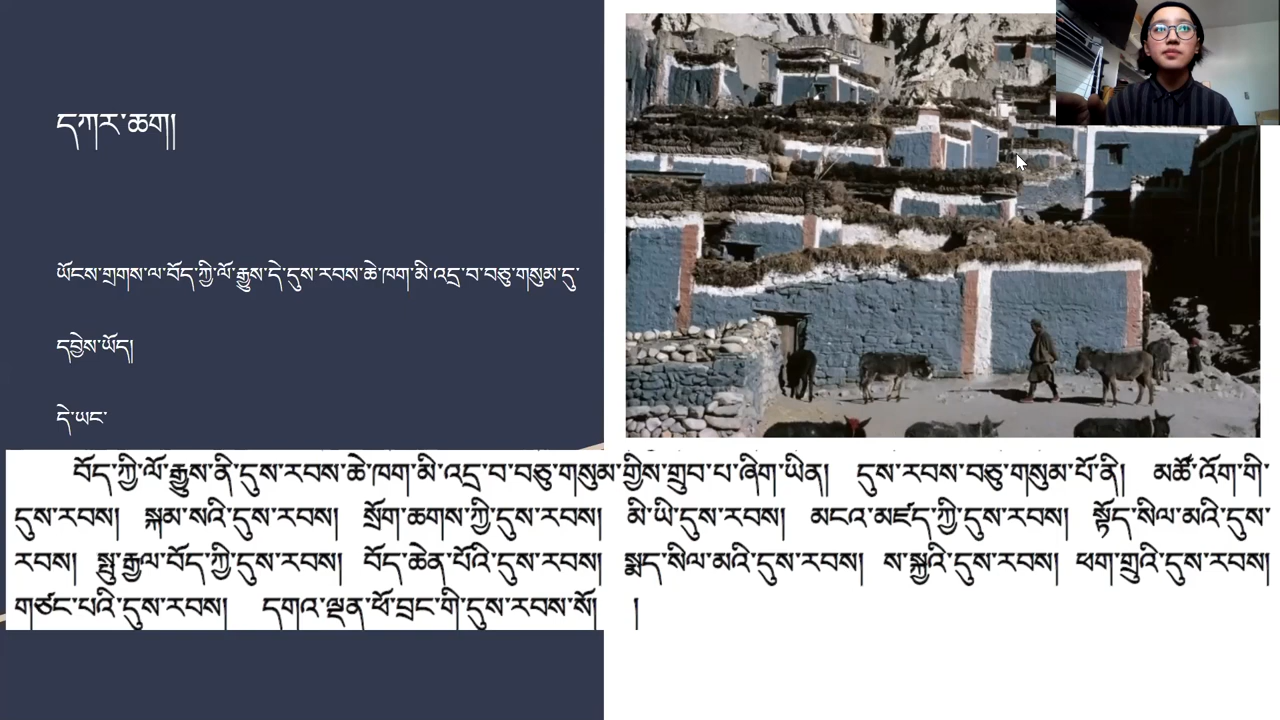 དཀར་ཆག།
ཡོངས་གྲགས་ལ་བོད་ཀྱི་ལོ་རྒྱུས་དེ་དུས་རབས་ཆེ་ཁག་མི་འདྲ་བ་བཅུ་གསུམ་དུ་
དབྱེས་ཡོད།
དེ་ཡང་
བོད་ཀྱི་ལོ་རྒྱུས་ནི་དུས་རབས་ཆེ་ཁག་མི་འདྲ་བ་བཅུ་གསུམ་གྱིས་གྲུབ་པ་ཞིག་ཡིན། དུས་རབས་བཅུ་གསུམ་པོ་ནི། མཚོ་འོག་གི་
དུས་རབས། སྐམ་སའི་དུས་རབས། སྲོག་ཆགས་ཀྱི་དུས་རབས། མི་ཡི་དུས་རབས། མངའ་མཛད་ཀྱི་དུས་རབས། སྟོད་སིལ་མའི་དུས་
རབས། སྤུ་རྒྱལ་བོད་ཀྱི་དུས་རབས། བོད་ཆེན་པོའི་དུས་རབས། སྨད་སིལ་མའི་དུས་རབས། ས་སྐྱའི་དུས་རབས། ཕག་གྲུའི་དུས་རབས།
གཙང་པའི་དུས་རབས། དགའ་ལྡན་ཕོ་བྲང་གི་དུས་རབས་སོ། །